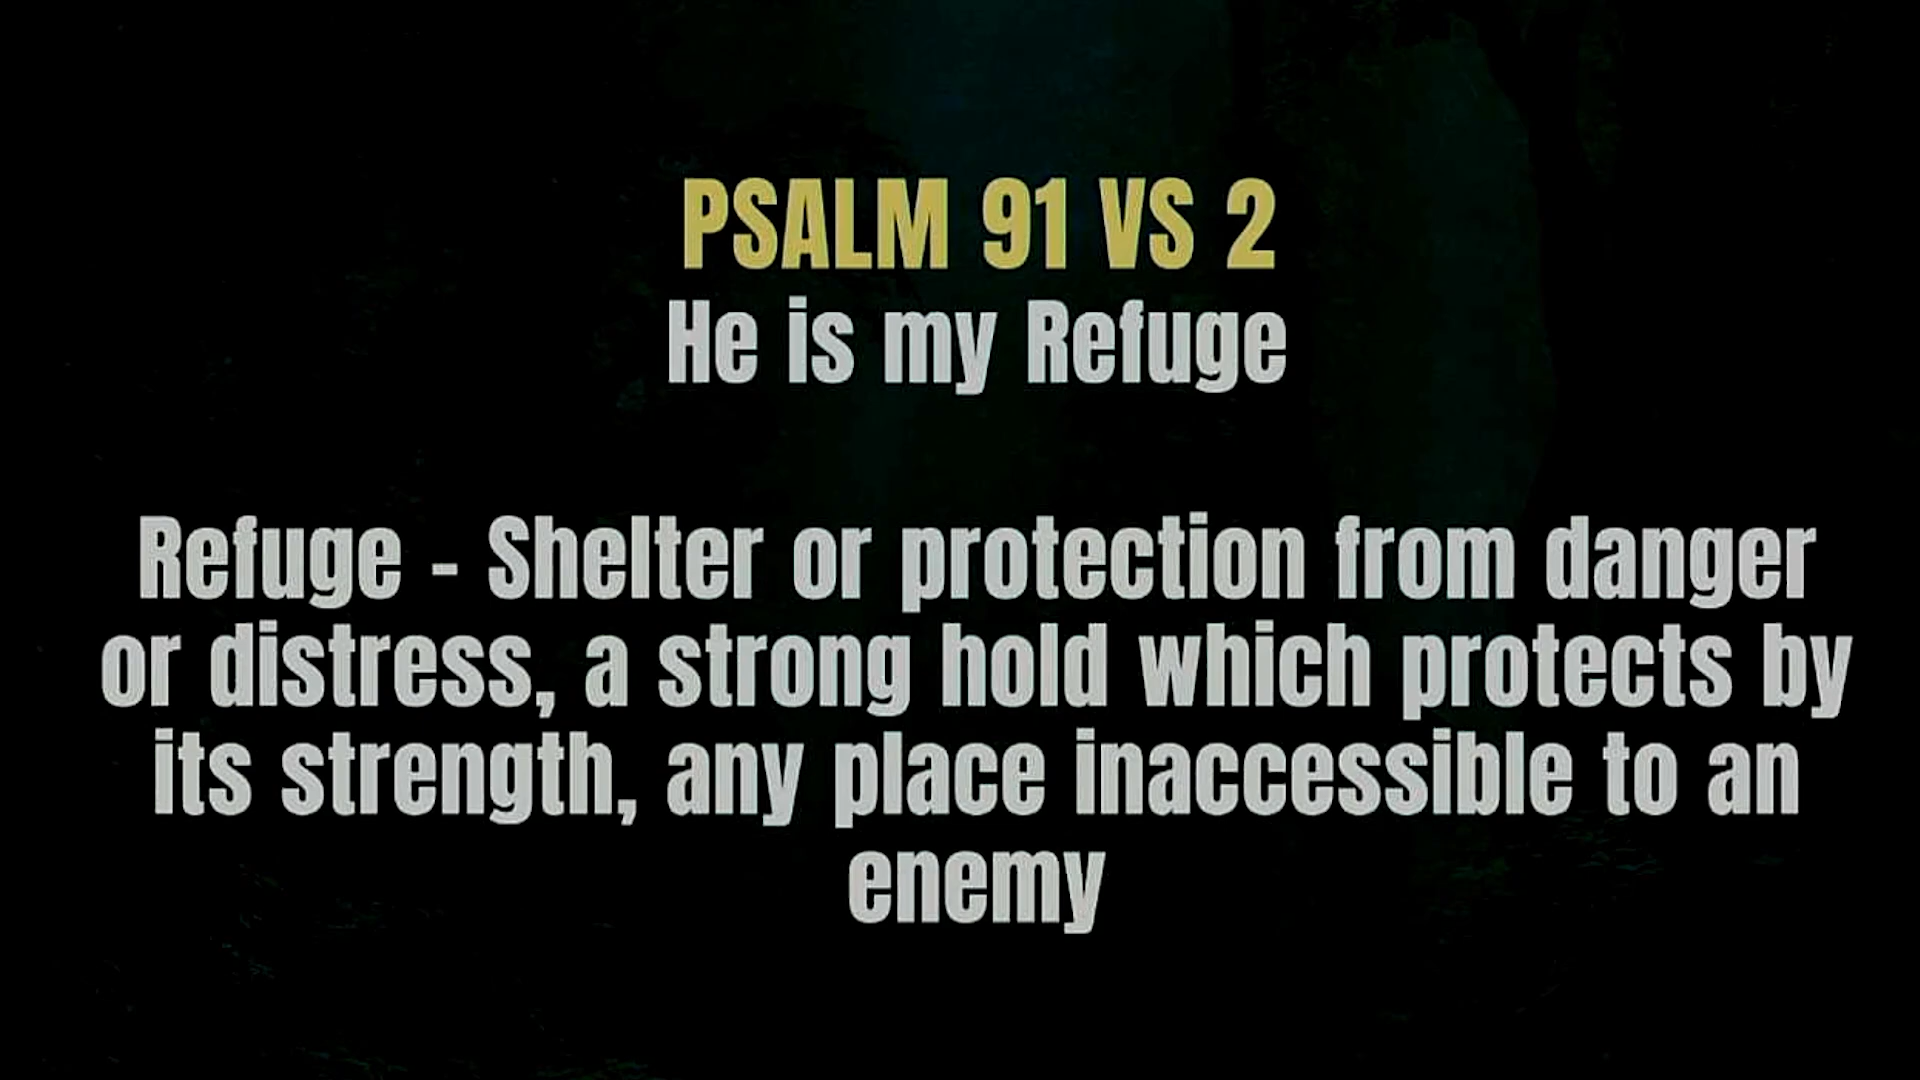 PSALM 91 VS 2
He is my Refuge
Refuge - Shelter or protection from danger
or distress, a strong hold which protects by
its strength, any place inaccessible to an
enemy